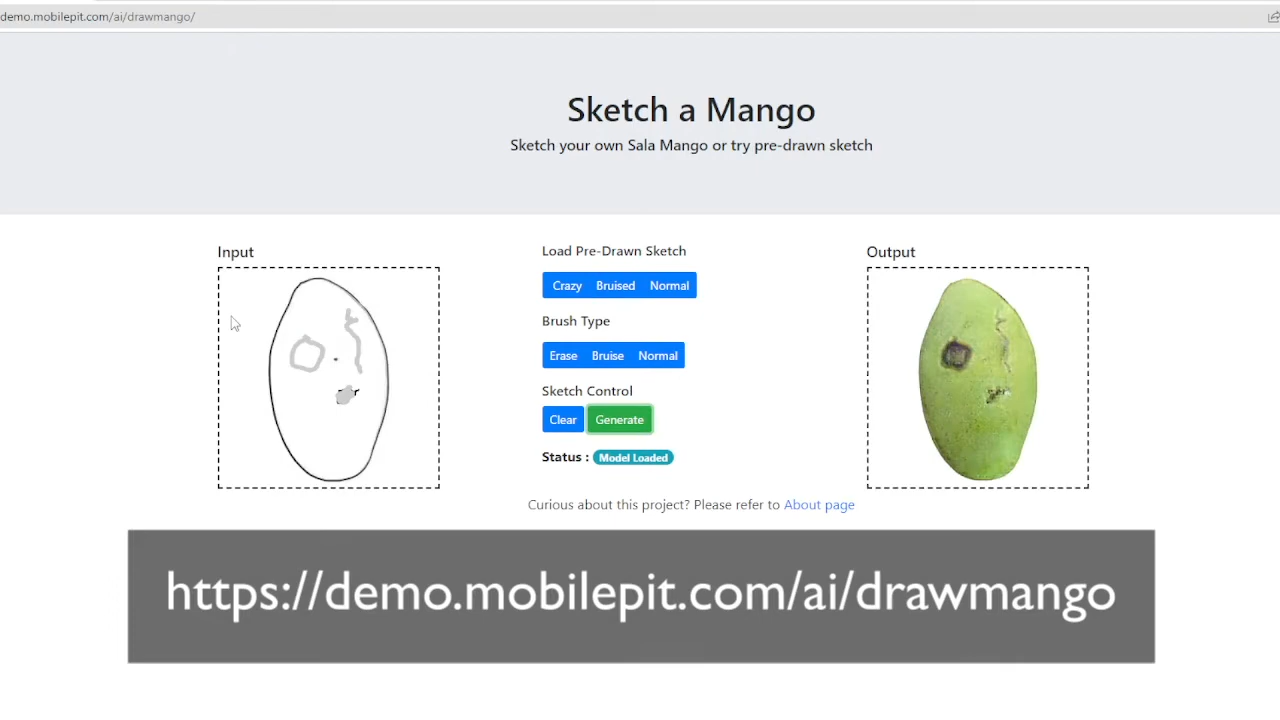 demo.mobilepit.com/ai/drawmango/
Sketch a Mango
Sketch your own Sala Mango or try pre-drawn sketch
Input
Load Pre-Drawn Sketch
Output
Crazy Bruised Normal
Brush Type
Erase Bruise Normal
Sketch Control
Clear Generate
Status : Model Loaded
Curious about this project? Please refer to About page
https://demo.mobilepit.com/ai/drawmango